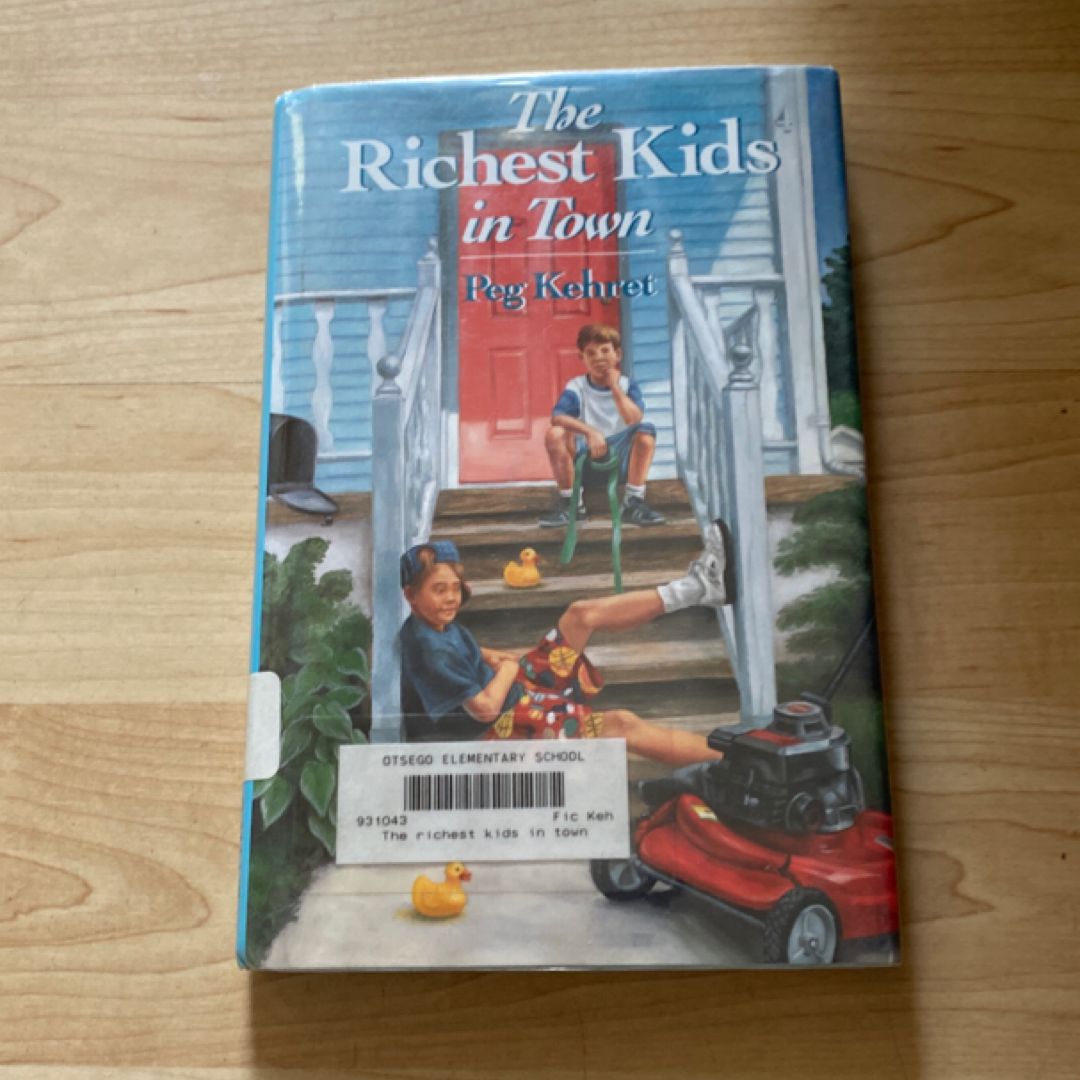 The
Richest Kids
in Town
Peg Kehret
OTSEGO ELEMENTARY SCHOOL
931043 Fic Keh
The richest kids in town